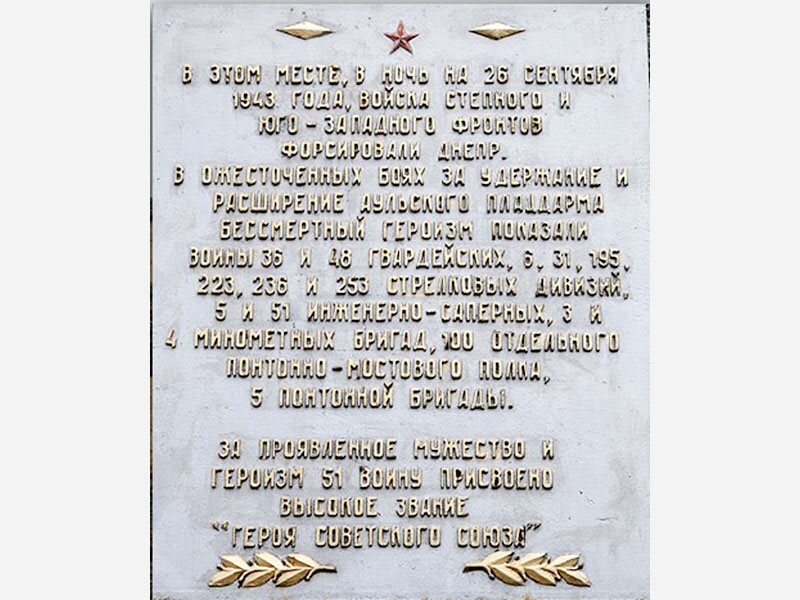 В ЭТОМ МЕСТЕ, В НОЧЬ НА 26 СЕНТЯБРЯ
1943 ГОДА, ВОЙСКА СТЕПНОГО И
ЮГО-ЗАПАДНОГО ФРОНТОВ
ФОРСИРОВАЛИ ДНЕПР.
В ОЖЕСТОЧЕННЫХ БОЯХ ЗА УДЕРЖАНИЕ И
РАСШИРЕНИЕ АУЛЬСКОГО ПЛАЦДАРМА
БЕССМЕРТНЫЙ ГЕРОИЗМ ПОКАЗАЛИ
ВОИНЫ 36 И 48 ГВАРДЕЙСКИХ, 6, 31, 195,
223, 236 И 253 СТРЕЛКОВЫХ ДИВИЗИЙ,
5 И 51 ИНЖЕНЕРНО-САПЕРНЫХ, 3 И
4 МИНОМЕТНЫХ БРИГАД, 100 ОТДЕЛЬНОГО
ПОНТОННО-МОСТОВОГО ПОЛКА,
5 ПОНТОННОЙ БРИГАДЫ.
ЗА ПРОЯВЛЕННОЕ МУЖЕСТВО И
ГЕРОИЗМ 51 ВОИНУ ПРИСВОЕНО
ВЫСОКОЕ ЗВАНИЕ
"ГЕРОЯ СОВЕТСКОГО СОЮЗА"